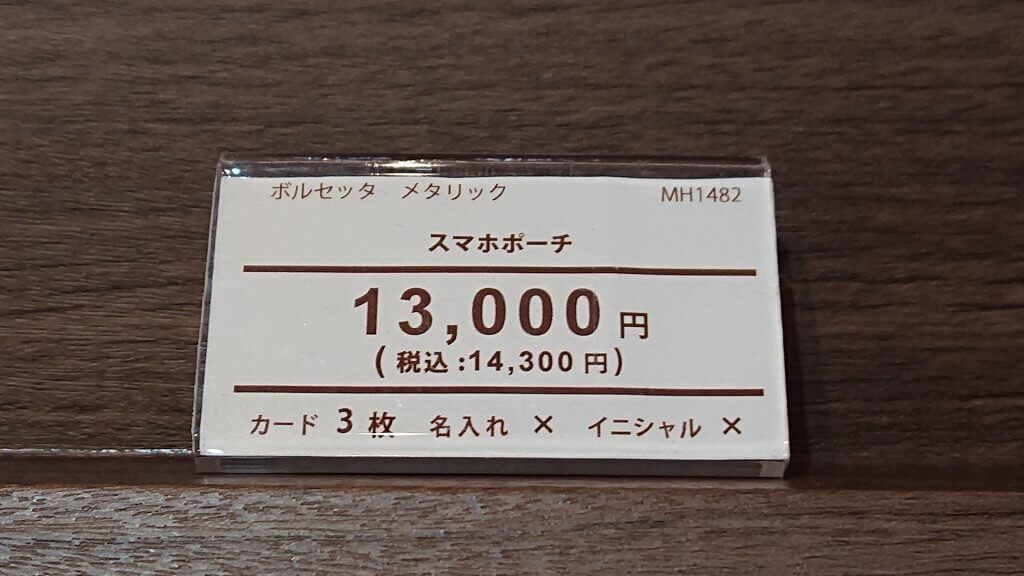 ボルセッタ メタリック MH1482
スマホポーチ
13,000円
(税込:14,300円)
カード 3枚 名入れ × イニシャル ×